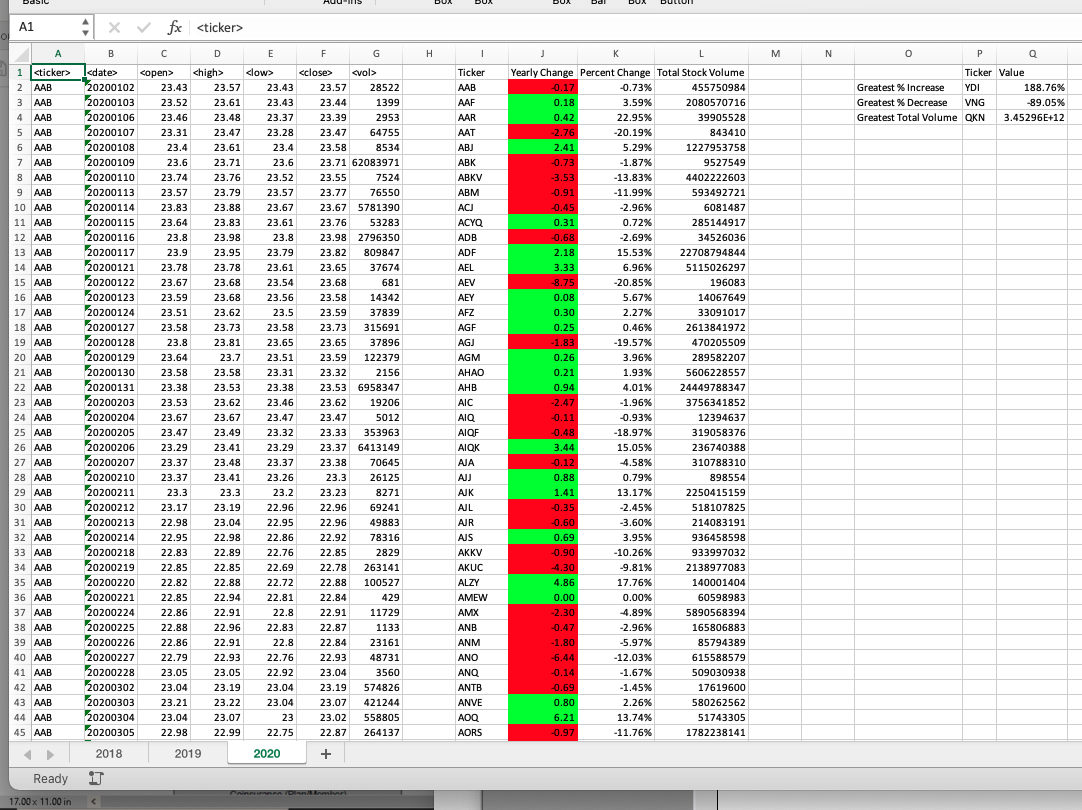 Basic Add-ins Box Box Box Bar Box Button
A1 fx <ticker>
A B C D E F G H I J K L M N O P Q
1 <ticker> <date> <open> <high> <low> <close> <vol> Ticker Yearly Change Percent Change Total Stock Volume Ticker Value
2 AAB 20200102 23.43 23.57 23.43 23.57 28522 AAB -0.17 -0.73% 455750984 Greatest % Increase YDI 188.76%
3 AAB 20200103 23.52 23.61 23.43 23.44 1399 AAF 0.18 3.59% 2080570716 Greatest % Decrease VNG -89.05%
4 AAB 20200106 23.46 23.48 23.37 23.39 2953 AAR 0.42 22.95% 39905528 Greatest Total Volume QKN 3.45296E+12
5 AAB 20200107 23.31 23.47 23.28 23.47 64755 AAT -2.76 -20.19% 843410
6 AAB 20200108 23.4 23.61 23.4 23.58 8534 ABJ 2.41 5.29% 1227953758
7 AAB 20200109 23.6 23.71 23.6 23.71 62083971 ABK -0.73 -1.87% 9527549
8 AAB 20200110 23.74 23.76 23.52 23.55 7524 ABKV -3.53 -13.83% 4402222603
9 AAB 20200113 23.57 23.79 23.57 23.77 76550 ABM -0.91 -11.99% 593492721
10 AAB 20200114 23.83 23.88 23.67 23.67 5781390 ACJ -0.45 -2.96% 6081487
11 AAB 20200115 23.64 23.83 23.61 23.76 53283 ACYQ 0.31 0.72% 285144917
12 AAB 20200116 23.8 23.98 23.8 23.98 2796350 ADB -0.68 -2.69% 34526036
13 AAB 20200117 23.9 23.95 23.79 23.82 809847 ADF 2.18 15.53% 22708794844
14 AAB 20200121 23.78 23.78 23.61 23.65 37674 AEL 3.33 6.96% 5115026297
15 AAB 20200122 23.67 23.68 23.54 23.68 681 AEV -8.75 -20.85% 196083
16 AAB 20200123 23.59 23.68 23.56 23.58 14342 AEY 0.08 5.67% 14067649
17 AAB 20200124 23.51 23.62 23.5 23.59 37839 AFZ 0.30 2.27% 33091017
18 AAB 20200127 23.58 23.73 23.58 23.73 315691 AGF 0.25 0.46% 2613841972
19 AAB 20200128 23.8 23.81 23.65 23.65 37896 AGJ -1.83 -19.57% 470205509
20 AAB 20200129 23.64 23.7 23.51 23.59 122379 AGM 0.26 3.96% 289582207
21 AAB 20200130 23.58 23.58 23.31 23.32 2156 AHAO 0.21 1.93% 5606228557
22 AAB 20200131 23.38 23.53 23.38 23.53 6958347 AHB 0.94 4.01% 24449788347
23 AAB 20200203 23.53 23.62 23.46 23.62 19206 AIC -2.47 -1.96% 3756341852
24 AAB 20200204 23.67 23.67 23.47 23.47 5012 AIQ -0.11 -0.93% 12394637
25 AAB 20200205 23.47 23.49 23.32 23.33 353963 AIQF -0.48 -18.97% 319058376
26 AAB 20200206 23.29 23.41 23.29 23.37 6413149 AIQK 3.44 15.05% 236740388
27 AAB 20200207 23.37 23.48 23.37 23.38 70645 AJA -0.12 -4.58% 310788310
28 AAB 20200210 23.37 23.41 23.26 23.3 26125 AJJ 0.88 0.79% 898554
29 AAB 20200211 23.3 23.3 23.2 23.23 8271 AJK 1.41 13.17% 2250415159
30 AAB 20200212 23.17 23.19 22.96 22.96 69241 AJL -0.35 -2.45% 518107825
31 AAB 20200213 22.98 23.04 22.95 22.96 49883 AJR -0.60 -3.60% 214083191
32 AAB 20200214 22.95 22.98 22.86 22.92 78316 AJS 0.69 3.95% 936458598
33 AAB 20200218 22.83 22.89 22.76 22.85 2829 AKKV -0.90 -10.26% 933997032
34 AAB 20200219 22.85 22.85 22.69 22.78 263141 AKUC -4.30 -9.81% 2138977083
35 AAB 20200220 22.82 22.88 22.72 22.88 100527 ALZY 4.86 17.76% 140001404
36 AAB 20200221 22.85 22.94 22.81 22.84 429 AMEW 0.00 0.00% 60598983
37 AAB 20200224 22.86 22.91 22.8 22.91 11729 AMX -2.30 -4.89% 5890568394
38 AAB 20200225 22.88 22.96 22.83 22.87 1133 ANB -0.47 -2.96% 165806883
39 AAB 20200226 22.86 22.91 22.8 22.84 23161 ANM -1.80 -5.97% 85794389
40 AAB 20200227 22.79 22.93 22.76 22.93 48731 ANO -6.44 -12.03% 615588579
41 AAB 20200228 23.05 23.05 22.92 23.04 3560 ANQ -0.14 -1.67% 509030938
42 AAB 20200302 23.04 23.19 23.04 23.19 574826 ANTB -0.69 -1.45% 17619600
43 AAB 20200303 23.21 23.22 23.04 23.07 421244 ANVE 0.80 2.26% 580262562
44 AAB 20200304 23.04 23.07 23 23.02 558805 AOQ 6.21 13.74% 51743305
45 AAB 20200305 22.98 22.99 22.75 22.87 264137 AORS -0.97 -11.76% 1782238141
2018 2019 2020 +
Ready
Coinsurance (Plan/Member)
17.00 x 11.00 in